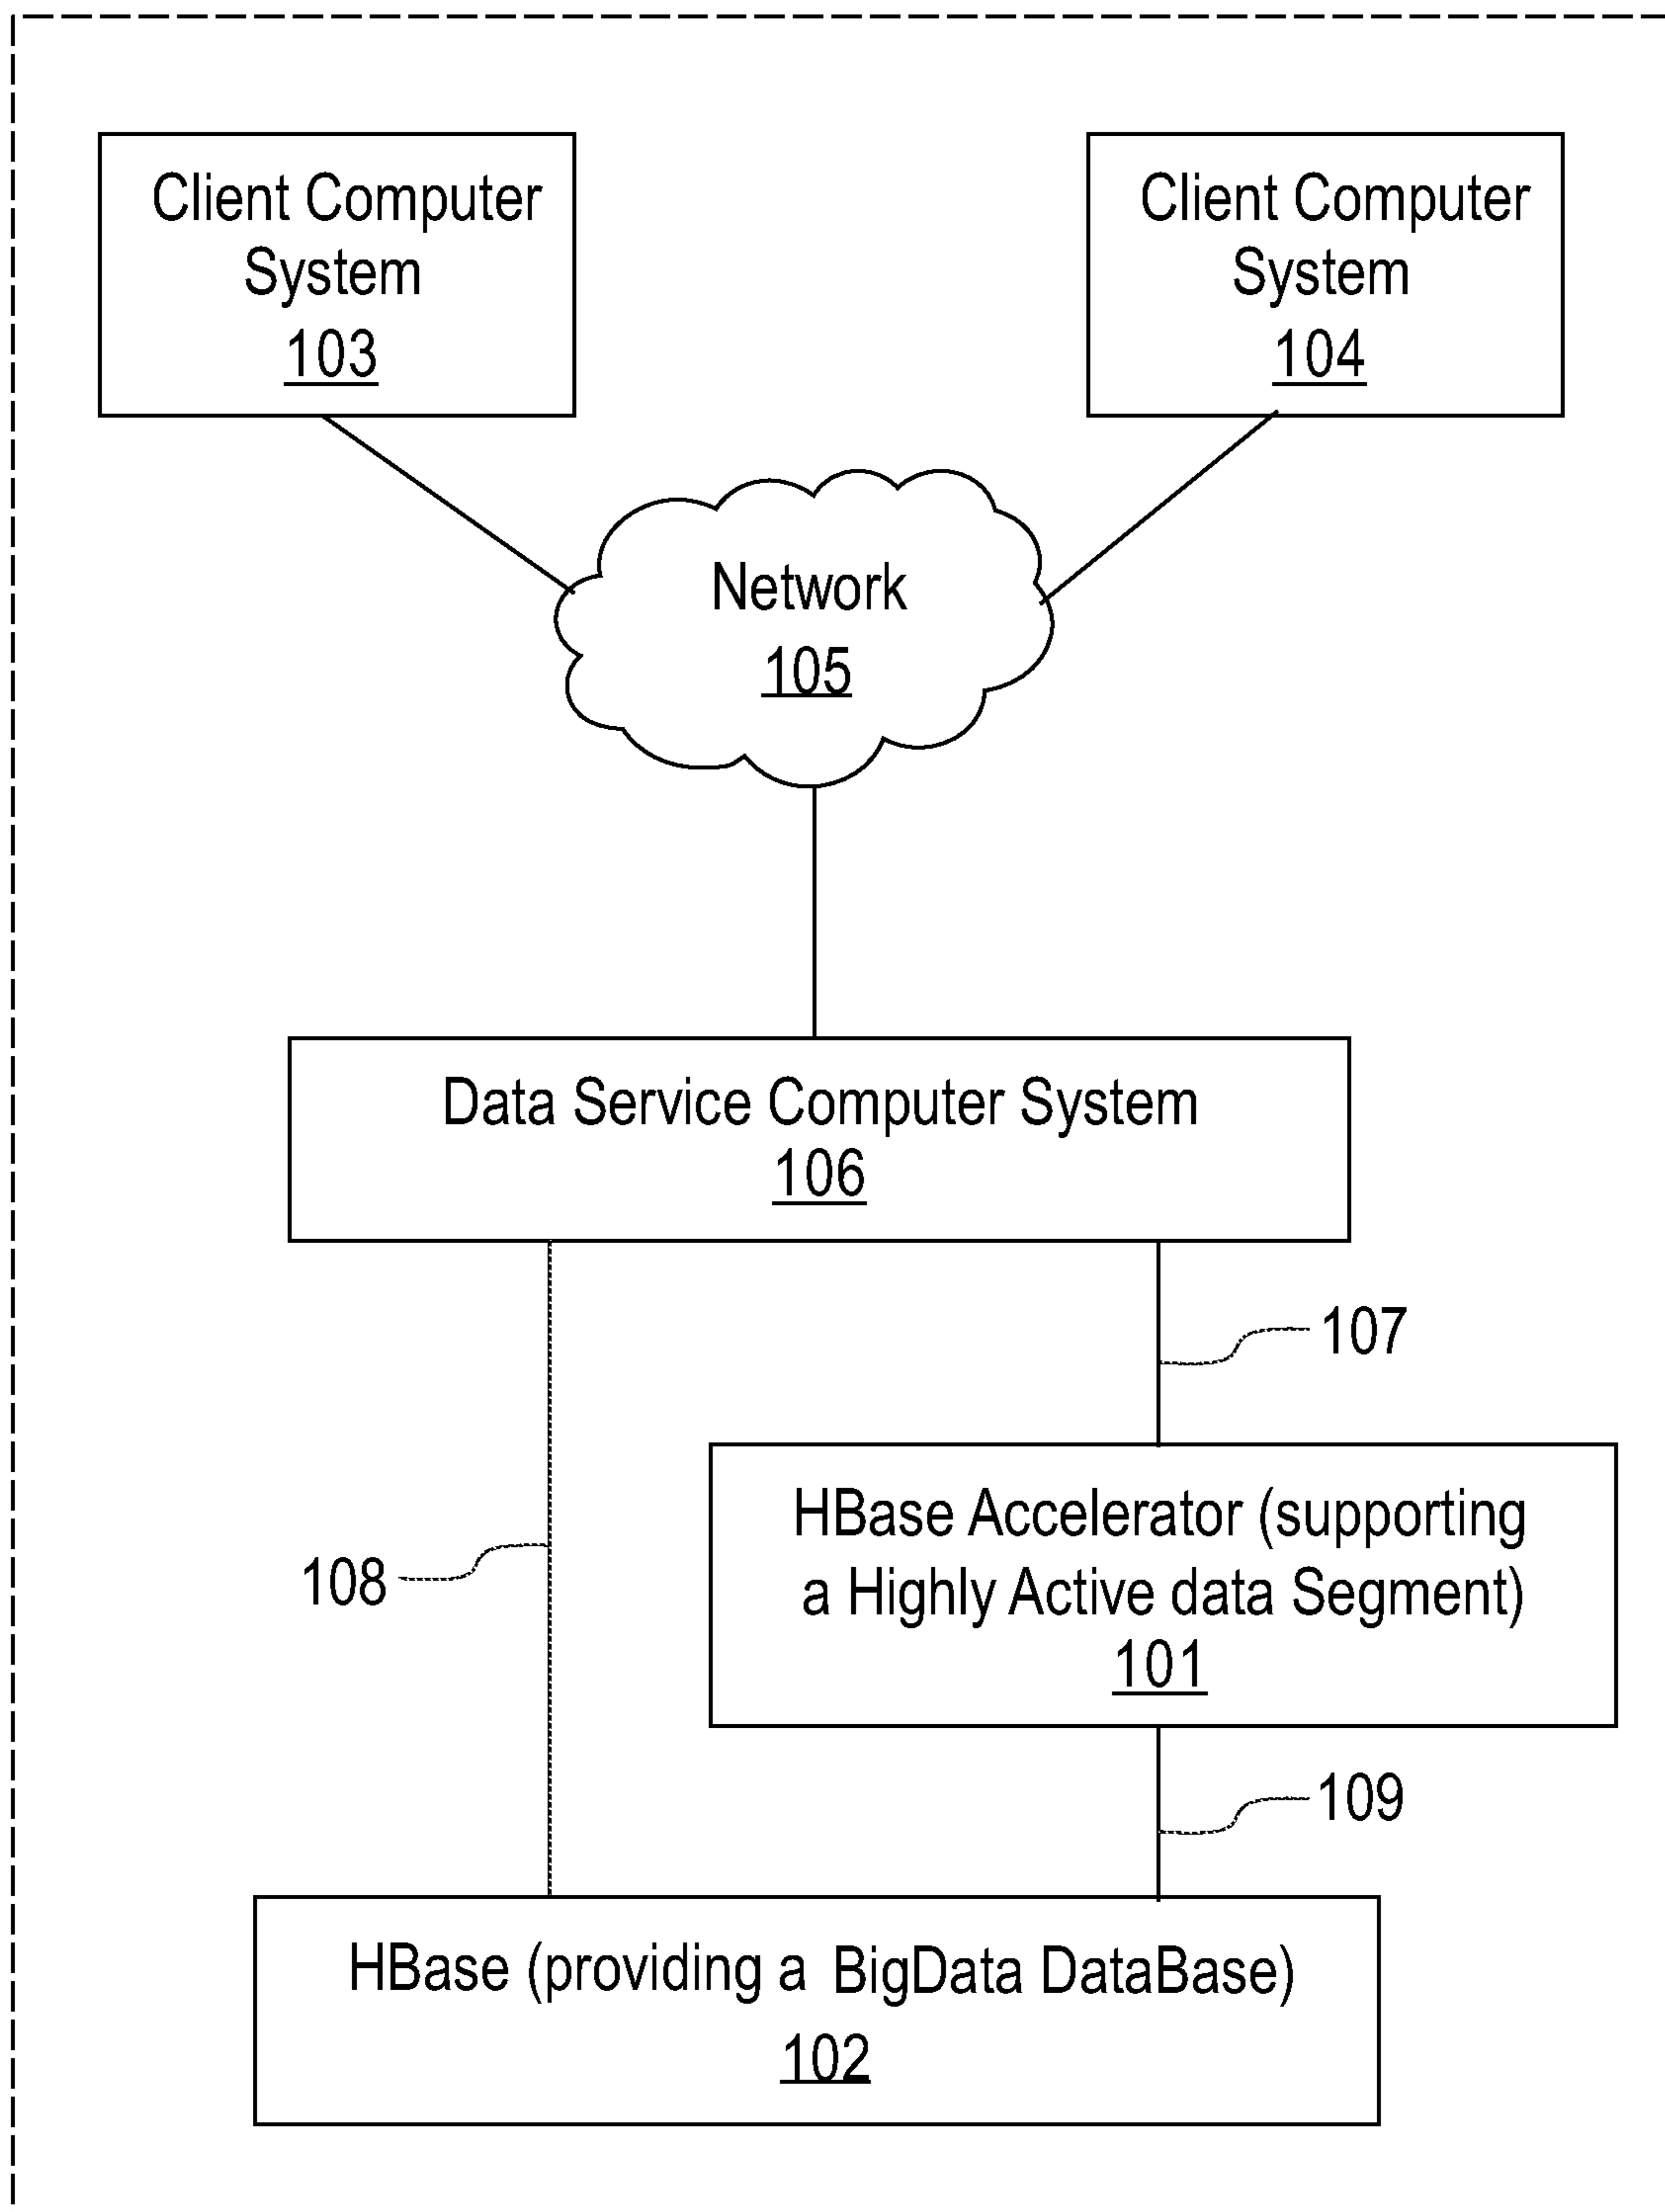 Client Computer
System
103
Client Computer
System
104
Network
105
Data Service Computer System
106
107
HBase Accelerator (supporting
a Highly Active data Segment)
101
108
109
HBase (providing a BigData DataBase)
102